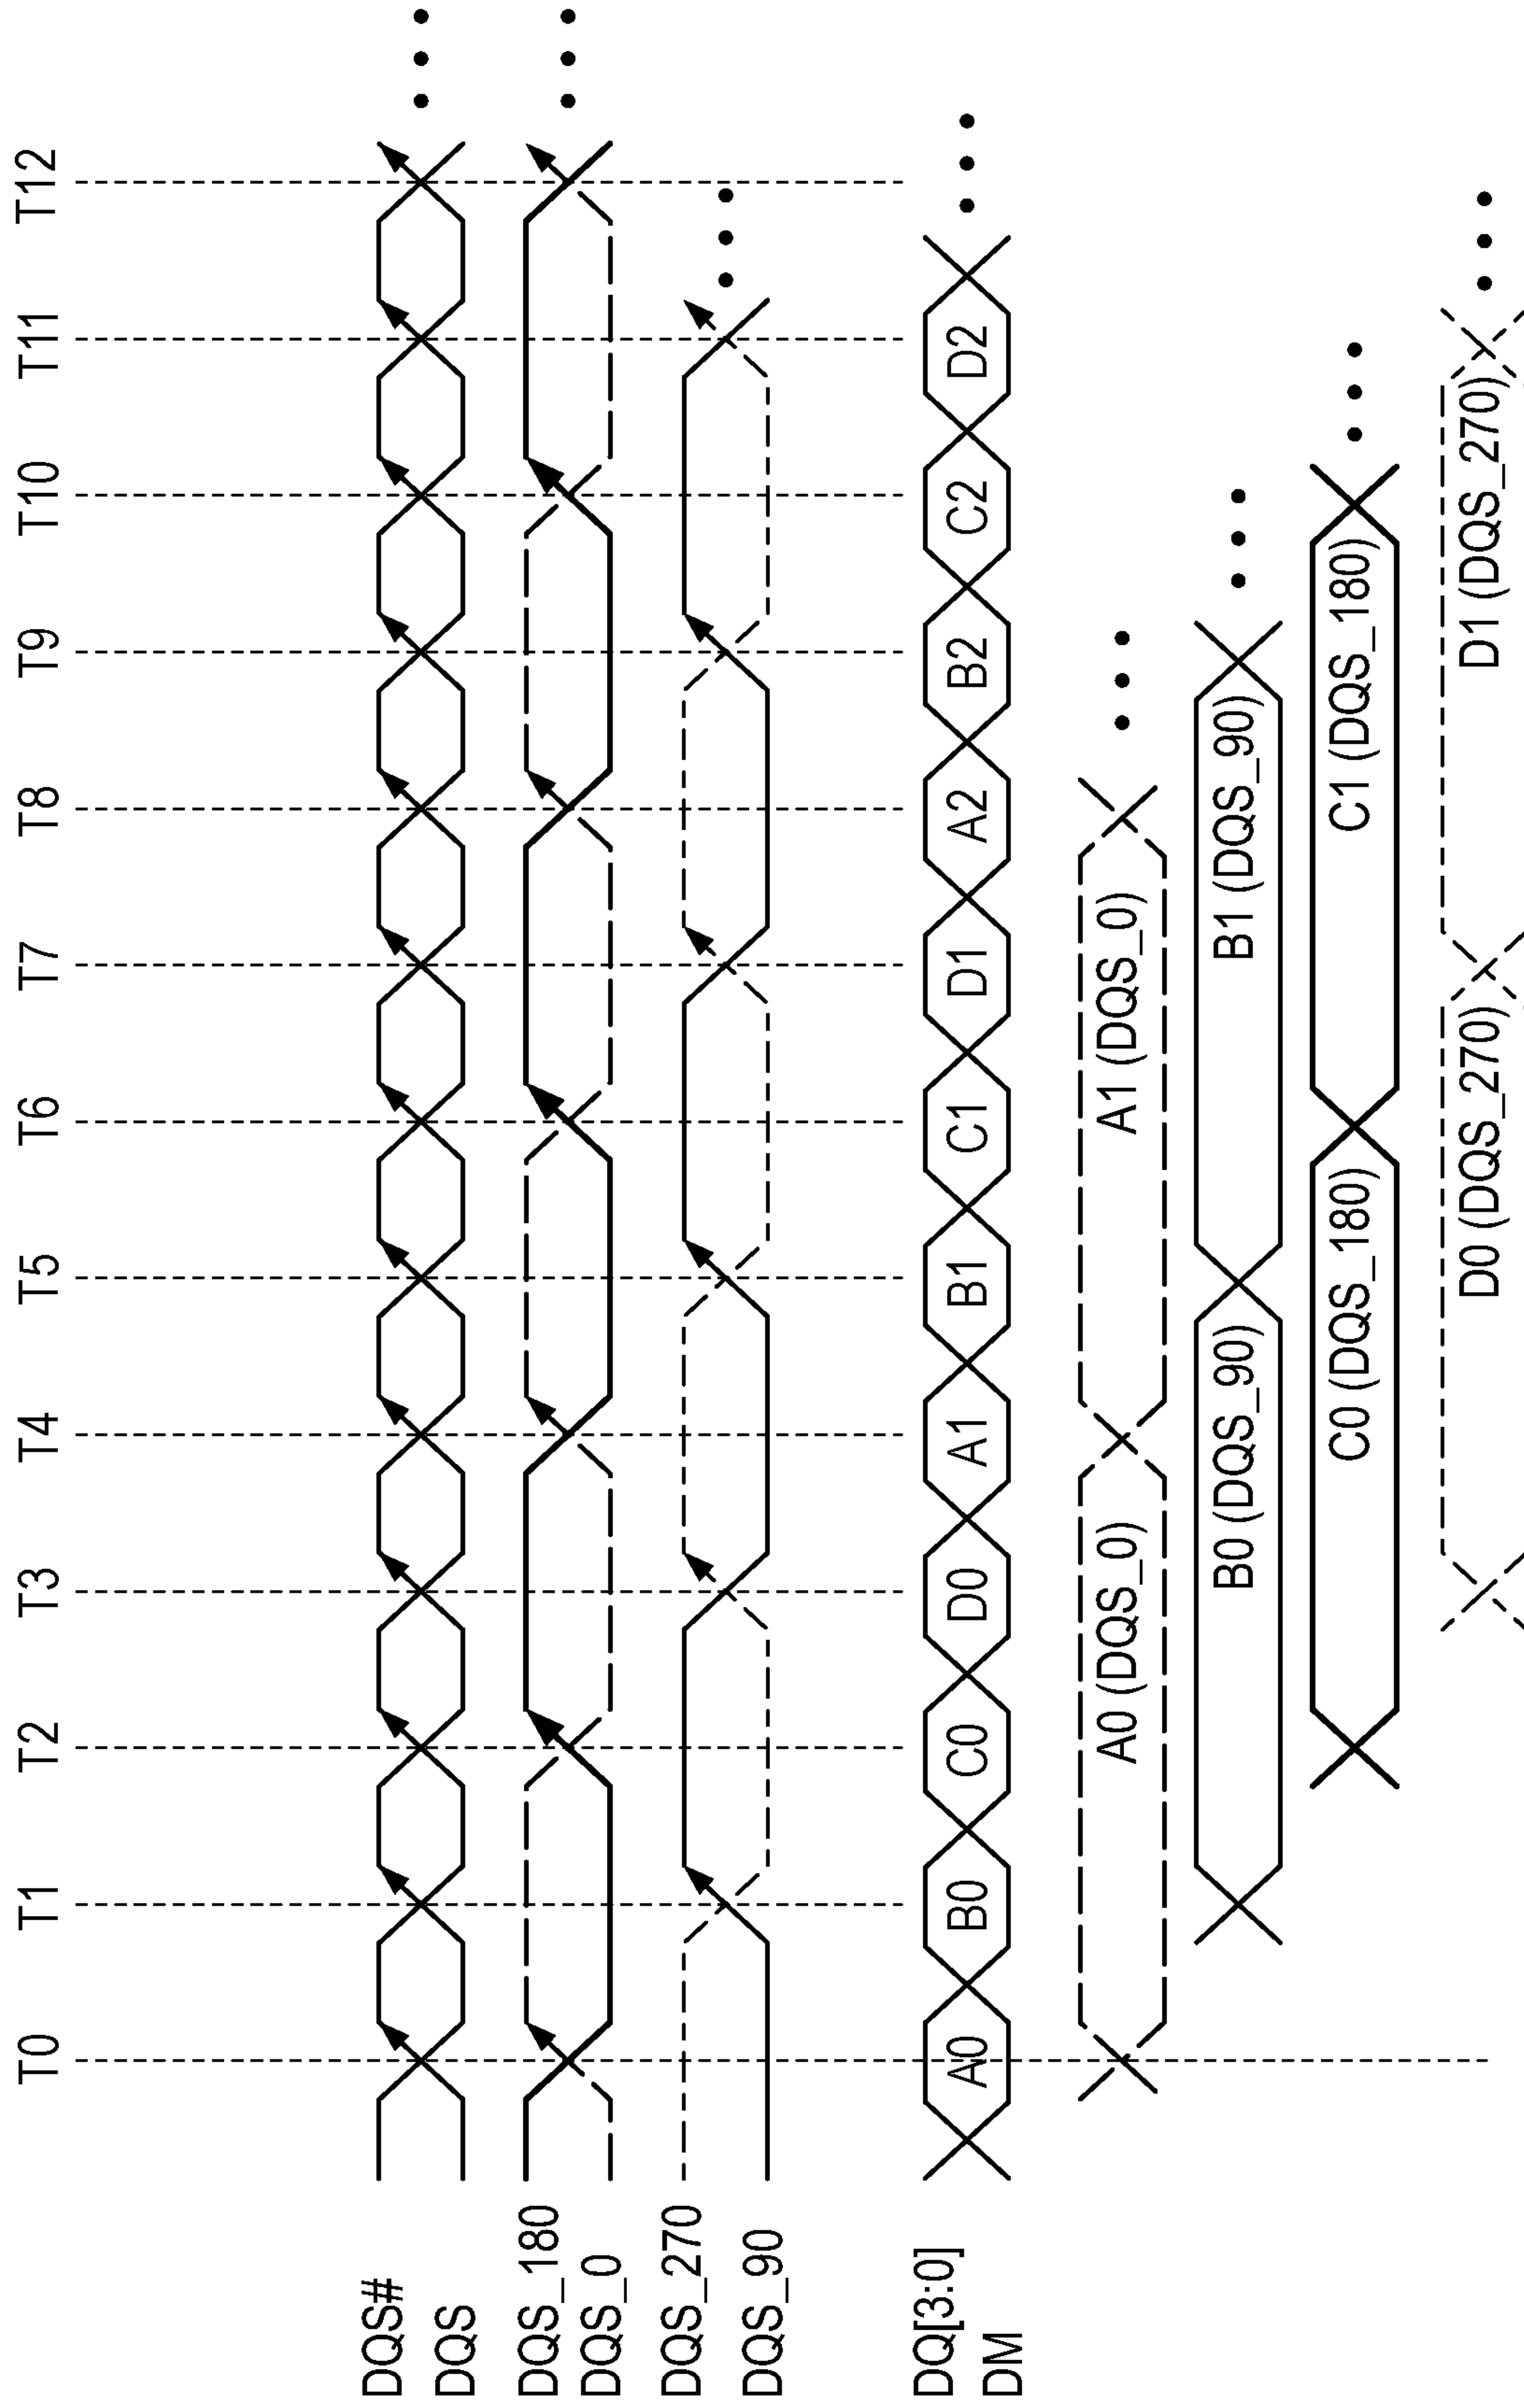 T0 T1 T2 T3 T4 T5 T6 T7 T8 T9 T10 T11 T12
DQS#
DQS
DQS_180
DQS_0
DQS_270
DQS_90
DQ[3:0] A0 B0 C0 D0 A1 B1 C1 D1 A2 B2 C2 D2
DM
A0 (DQS_0) A1 (DQS_0)
B0 (DQS_90) B1 (DQS_90)
C0 (DQS_180) C1 (DQS_180)
D0 (DQS_270) D1 (DQS_270)